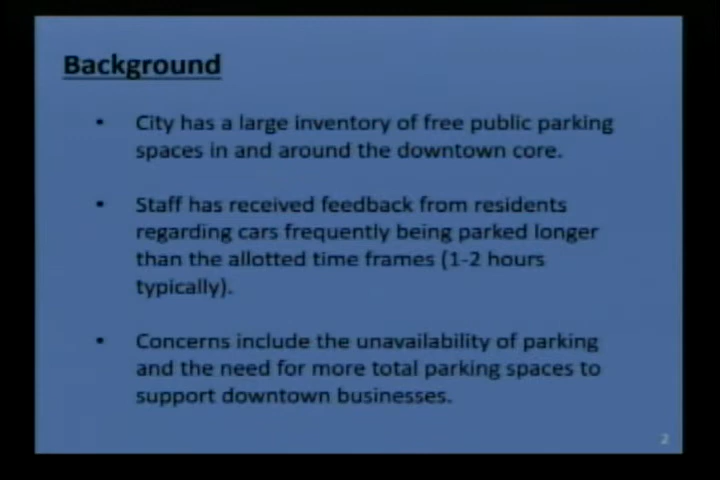 Background
• City has a large inventory of free public parking
spaces in and around the downtown core.
• Staff has received feedback from residents
regarding cars frequently being parked longer
than the allotted time frames (1-2 hours
typically).
• Concerns include the unavailability of parking
and the need for more total parking spaces to
support downtown businesses.
2